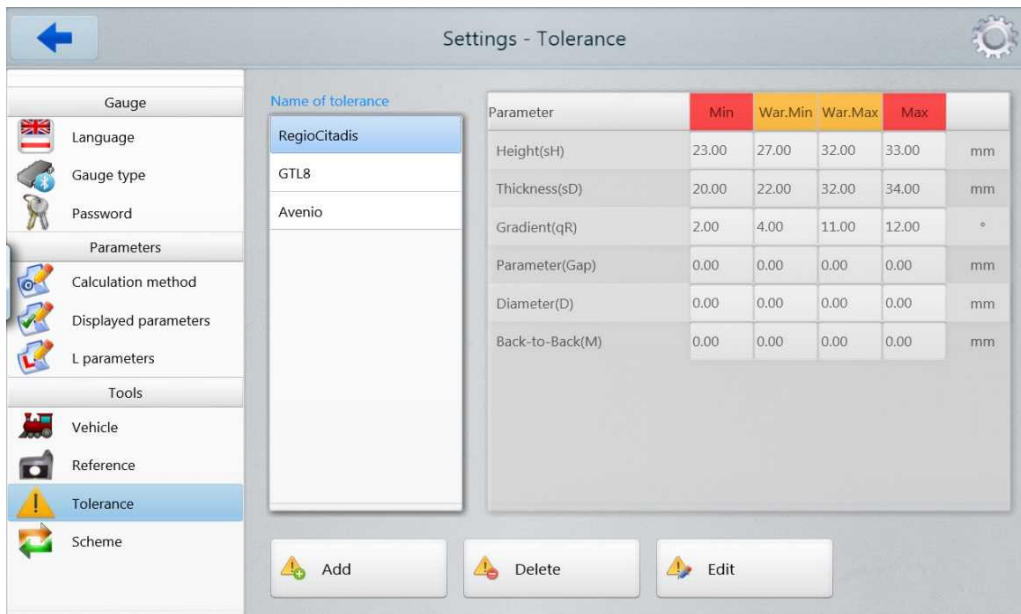 Settings - Tolerance
Gauge
Language
Gauge type
Password
Parameters
Calculation method
Displayed parameters
L parameters
Tools
Vehicle
Reference
Tolerance
Scheme
Name of tolerance
RegioCitadis
GTL8
Avenio
Parameter Min War.Min War.Max Max
Height(sH) 23.00 27.00 32.00 33.00 mm
Thickness(sD) 20.00 22.00 32.00 34.00 mm
Gradient(qR) 2.00 4.00 11.00 12.00 °
Parameter(Gap) 0.00 0.00 0.00 0.00 mm
Diameter(D) 0.00 0.00 0.00 0.00 mm
Back-to-Back(M) 0.00 0.00 0.00 0.00 mm
Add Delete Edit